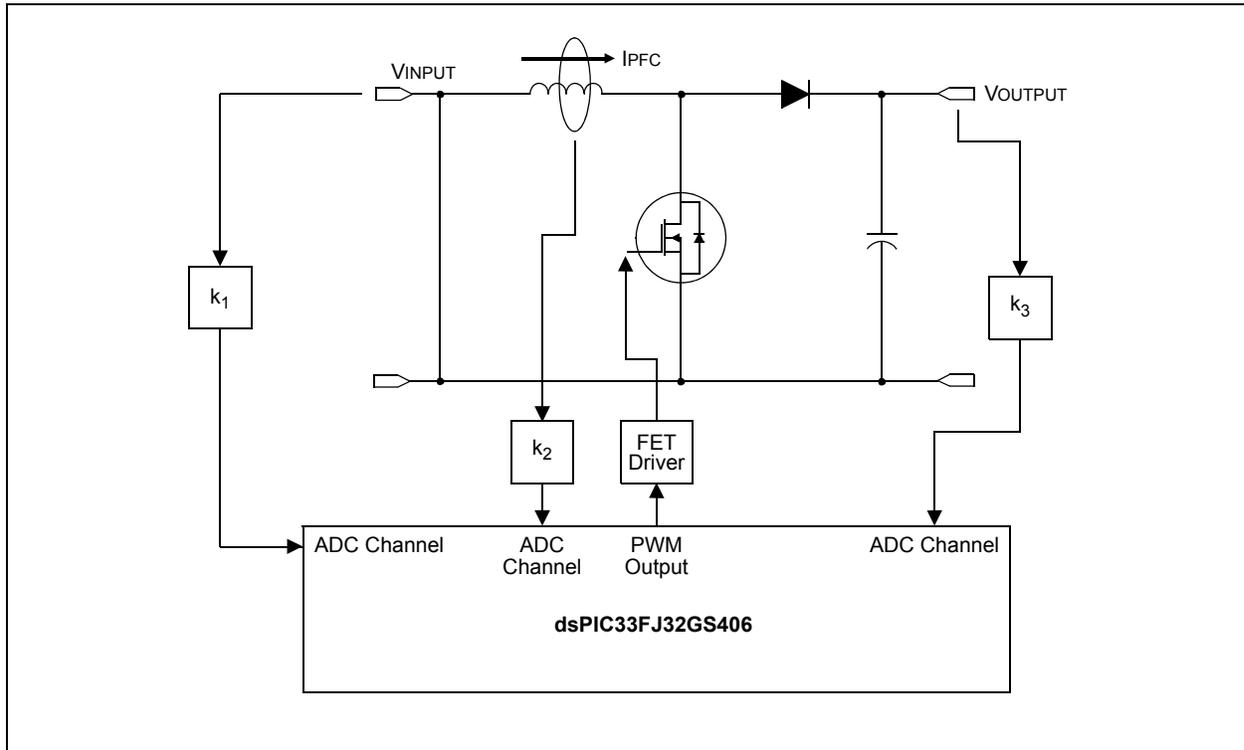 IPFC
VINPUT
VOUTPUT
k1
k3
k2
FET
Driver
ADC Channel
ADC
Channel
PWM
Output
ADC Channel
dsPIC33FJ32GS406